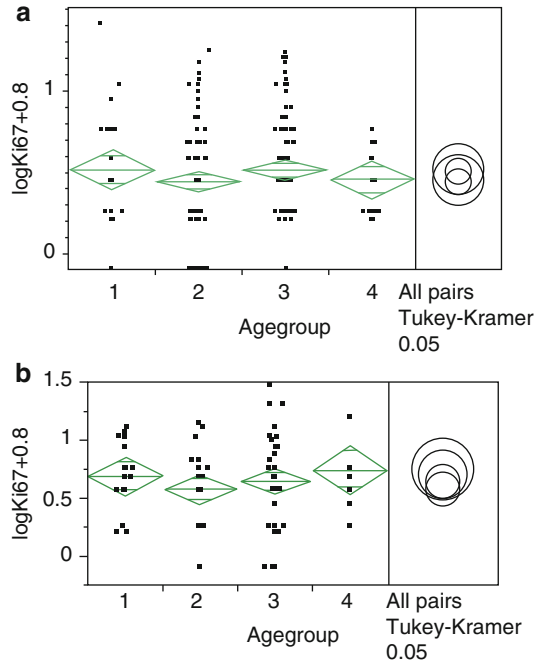 a
logKi67+0.8
1
0
1 2 3 4 All pairs
Tukey-Kramer
0.05
Agegroup
b
logKi67+0.8
1.5
1
0.5
0
1 2 3 4 All pairs
Tukey-Kramer
0.05
Agegroup